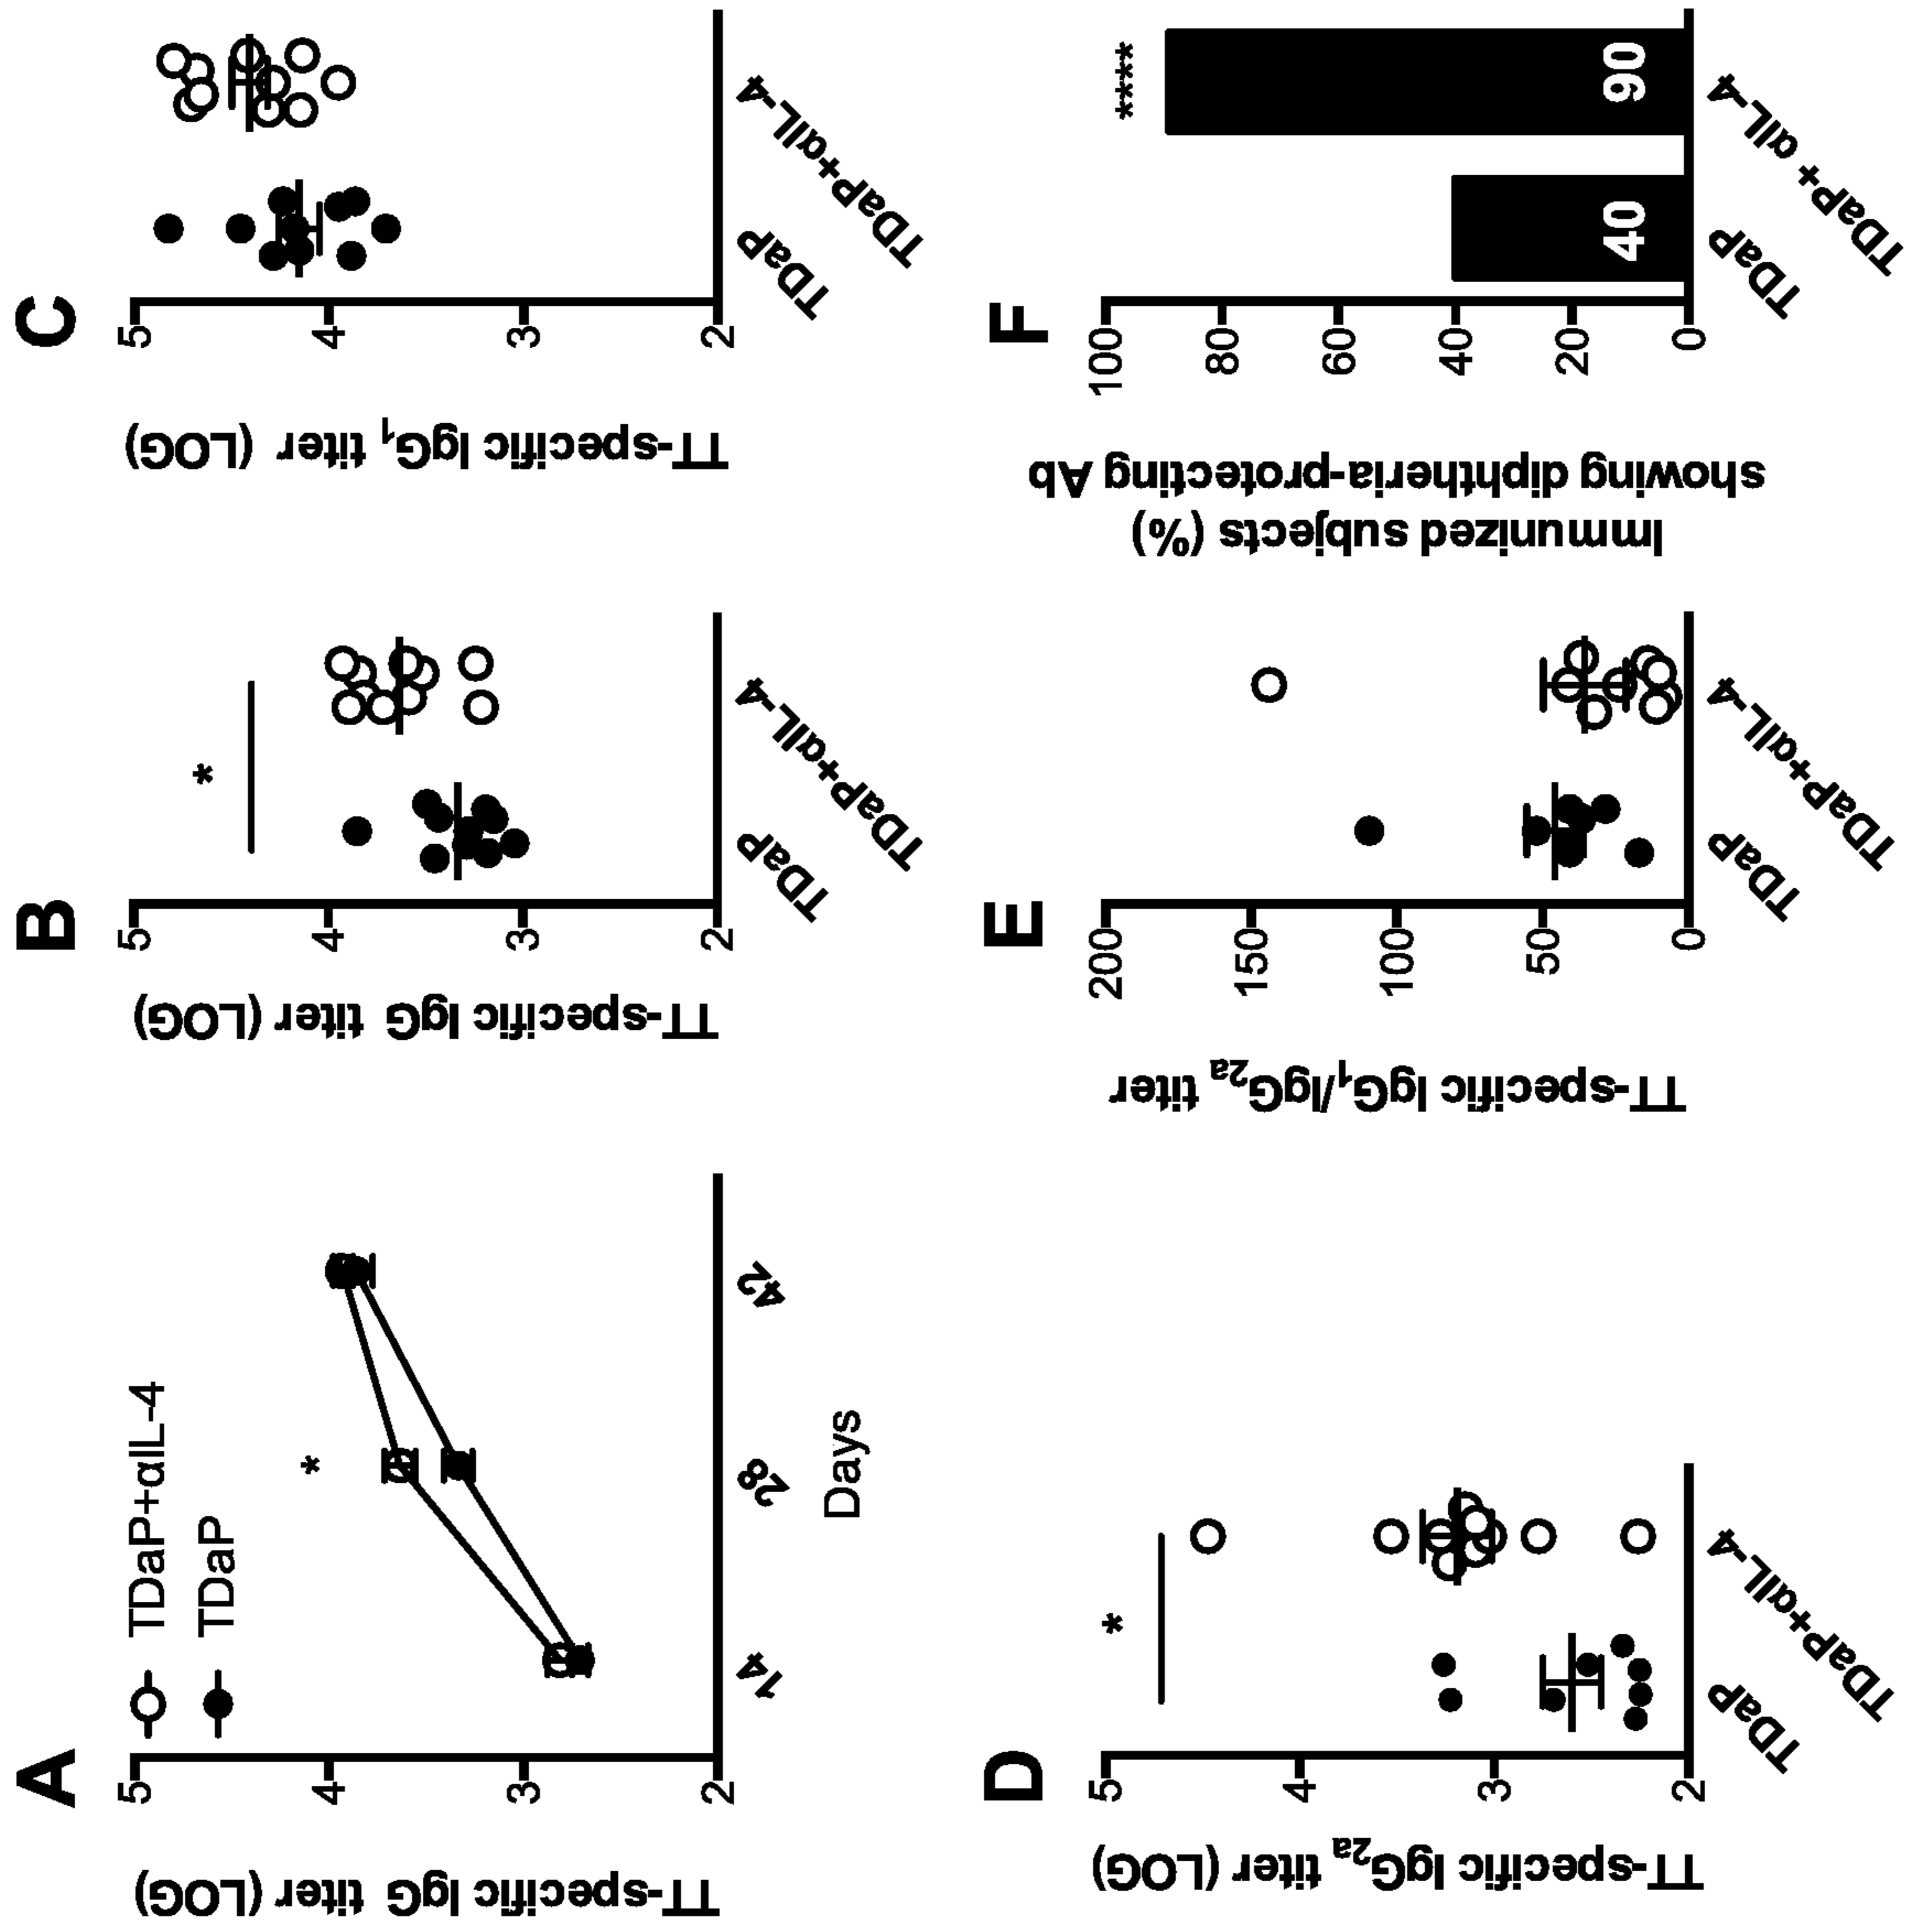 A
TT-specific IgG titer (LOG)
5
4
3
2
TDaP+αIL-4
TDaP
*
14
28
42
Days
B
TT-specific IgG titer (LOG)
5
4
3
2
*
TDaP
TDaP+αIL-4
C
TT-specific IgG1 titer (LOG)
5
4
3
2
TDaP
TDaP+αIL-4
D
TT-specific IgG2a titer (LOG)
5
4
3
2
*
TDaP
TDaP+αIL-4
E
TT-specific IgG1/IgG2a titer
200
150
100
50
0
TDaP
TDaP+αIL-4
F
Immunized subjects (%)
showing diphtheria-protecting Ab
100
80
60
40
20
0
****
40
90
TDaP
TDaP+ αIL-4